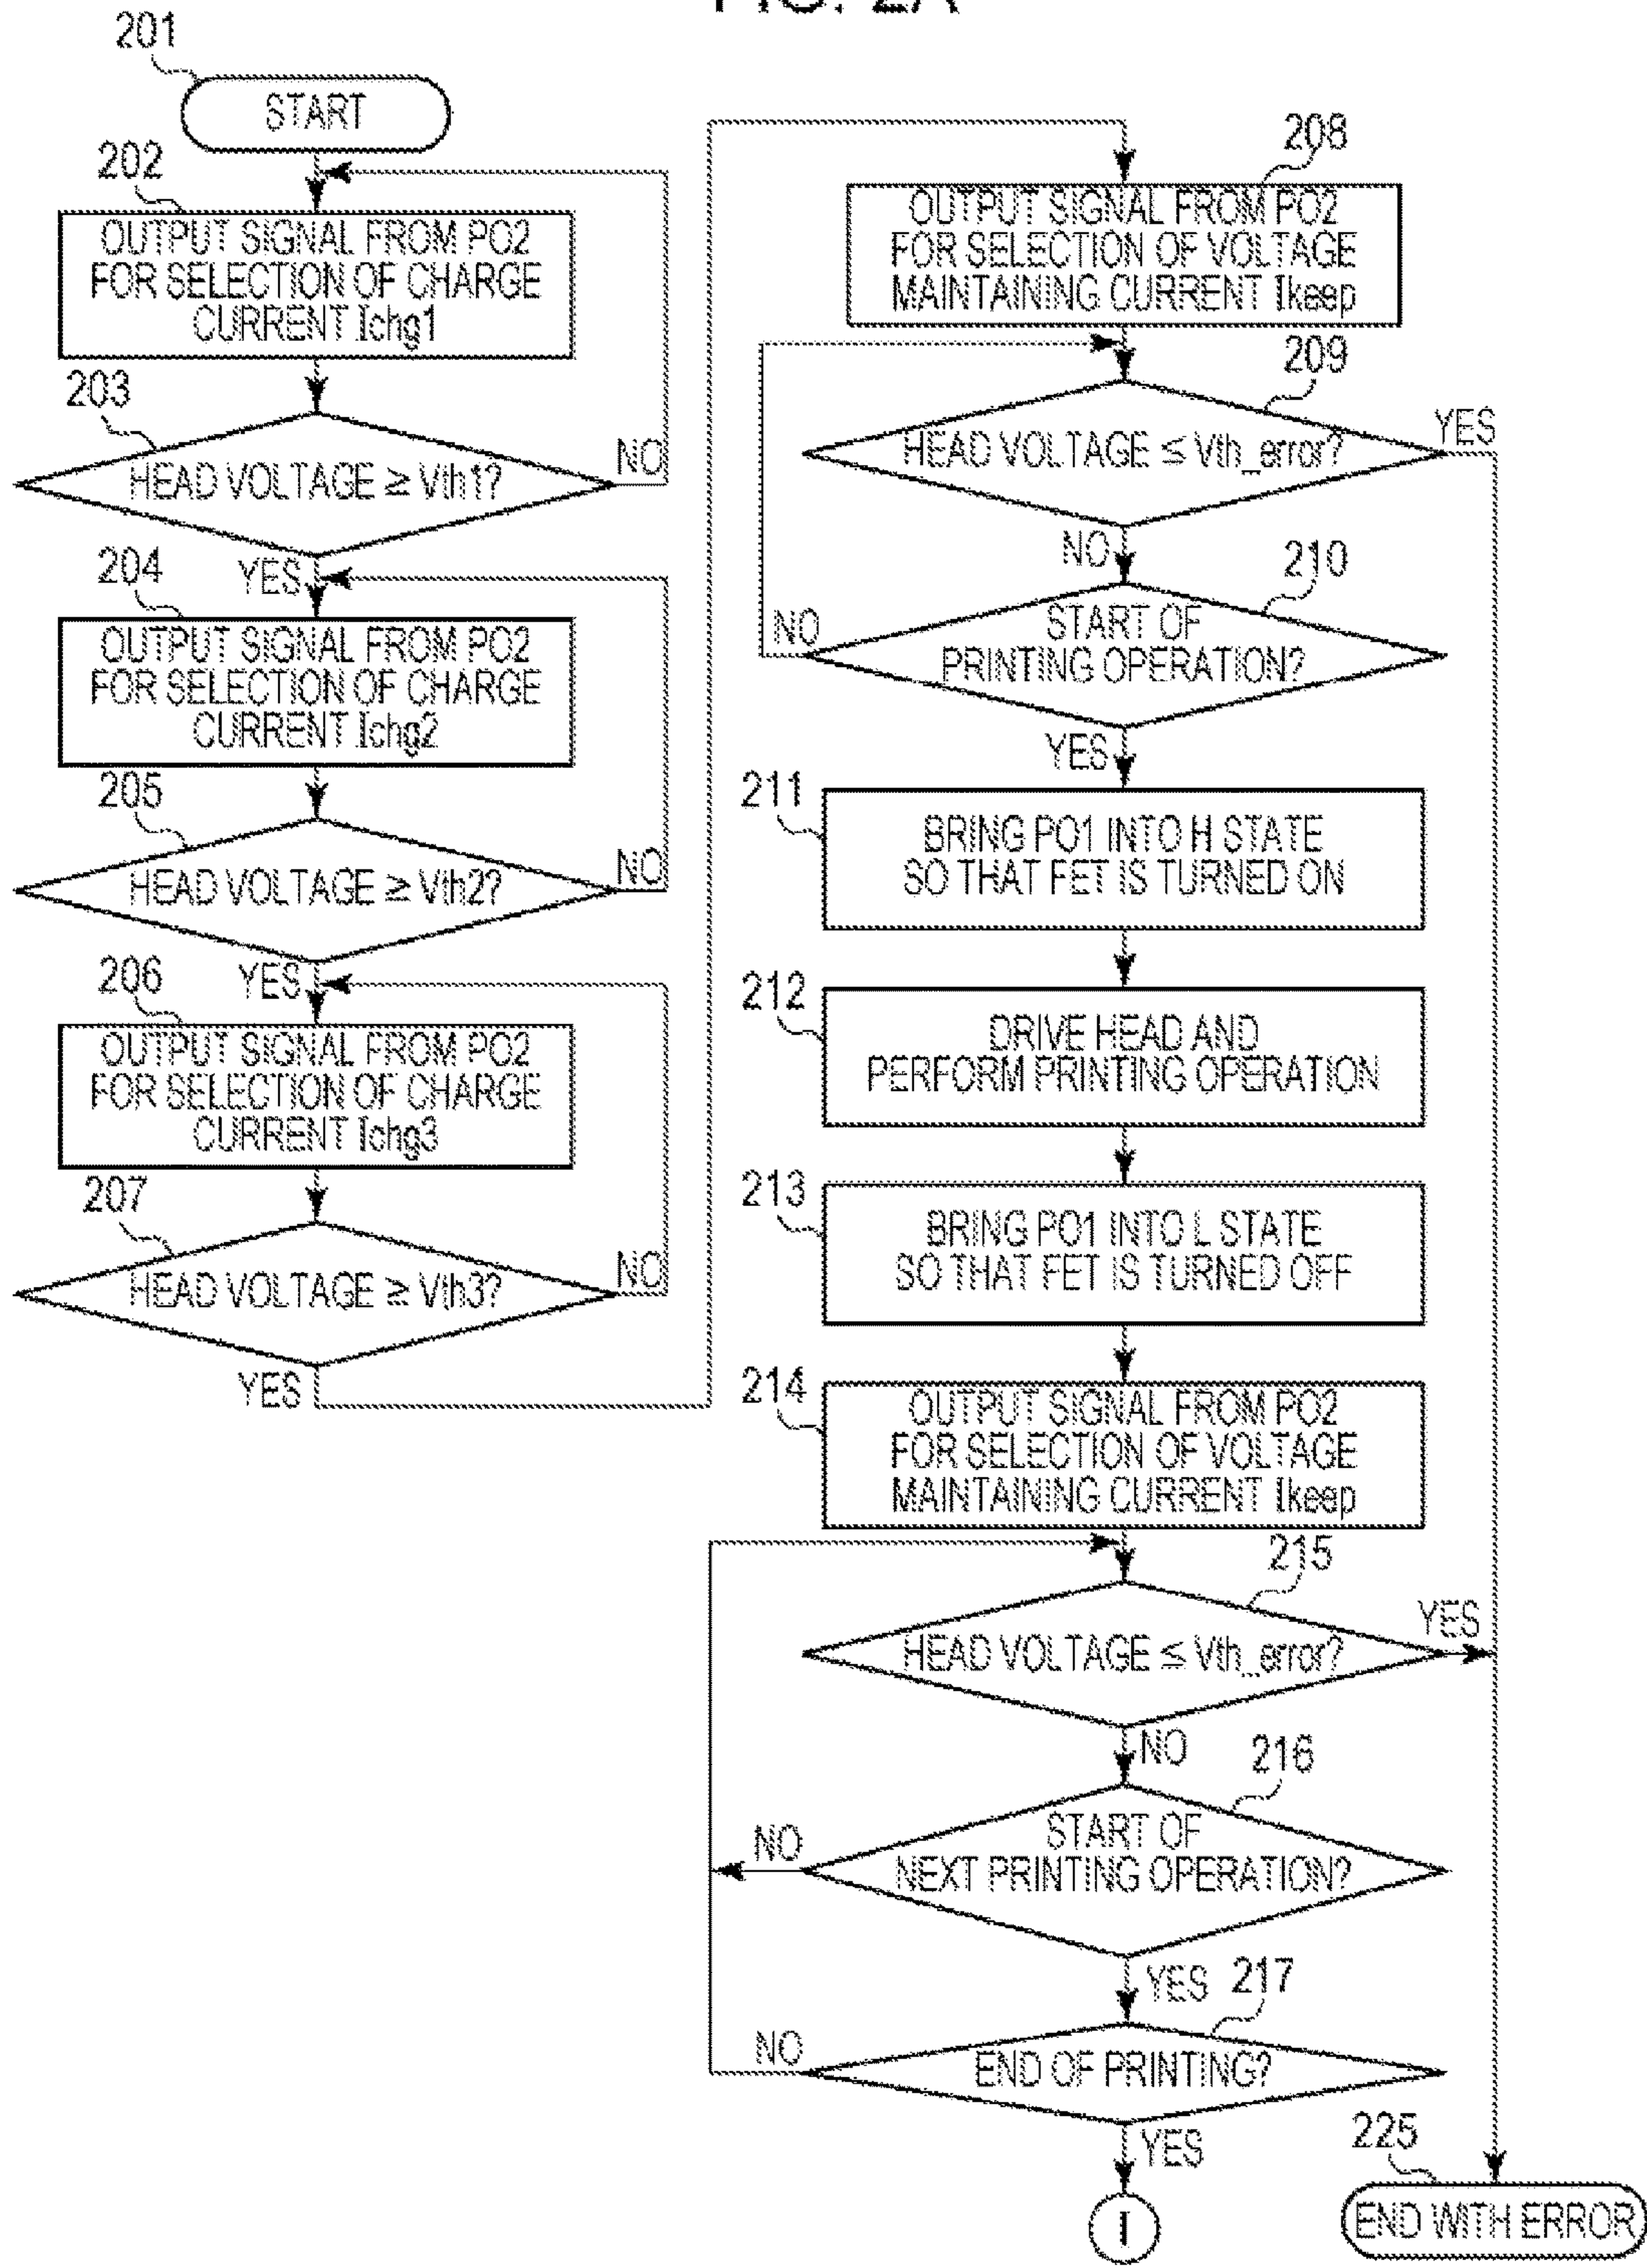 FIG. 2A
201
START
202
OUTPUT SIGNAL FROM PO2
FOR SELECTION OF CHARGE
CURRENT Ichg1
203
HEAD VOLTAGE ≧ Vth1?
NO
YES
204
OUTPUT SIGNAL FROM PO2
FOR SELECTION OF CHARGE
CURRENT Ichg2
205
HEAD VOLTAGE ≧ Vth2?
NO
YES
206
OUTPUT SIGNAL FROM PO2
FOR SELECTION OF CHARGE
CURRENT Ichg3
207
HEAD VOLTAGE ≧ Vth3?
NO
YES
208
OUTPUT SIGNAL FROM PO2
FOR SELECTION OF VOLTAGE
MAINTAINING CURRENT Ikeep
209
HEAD VOLTAGE ≦ Vth_error?
YES
NO
210
START OF
PRINTING OPERATION?
NO
YES
211
BRING PO1 INTO H STATE
SO THAT FET IS TURNED ON
212
DRIVE HEAD AND
PERFORM PRINTING OPERATION
213
BRING PO1 INTO L STATE
SO THAT FET IS TURNED OFF
214
OUTPUT SIGNAL FROM PO2
FOR SELECTION OF VOLTAGE
MAINTAINING CURRENT Ikeep
215
HEAD VOLTAGE ≦ Vth_error?
YES
NO
216
START OF
NEXT PRINTING OPERATION?
NO
YES
217
END OF PRINTING?
NO
YES
I
225
END WITH ERROR